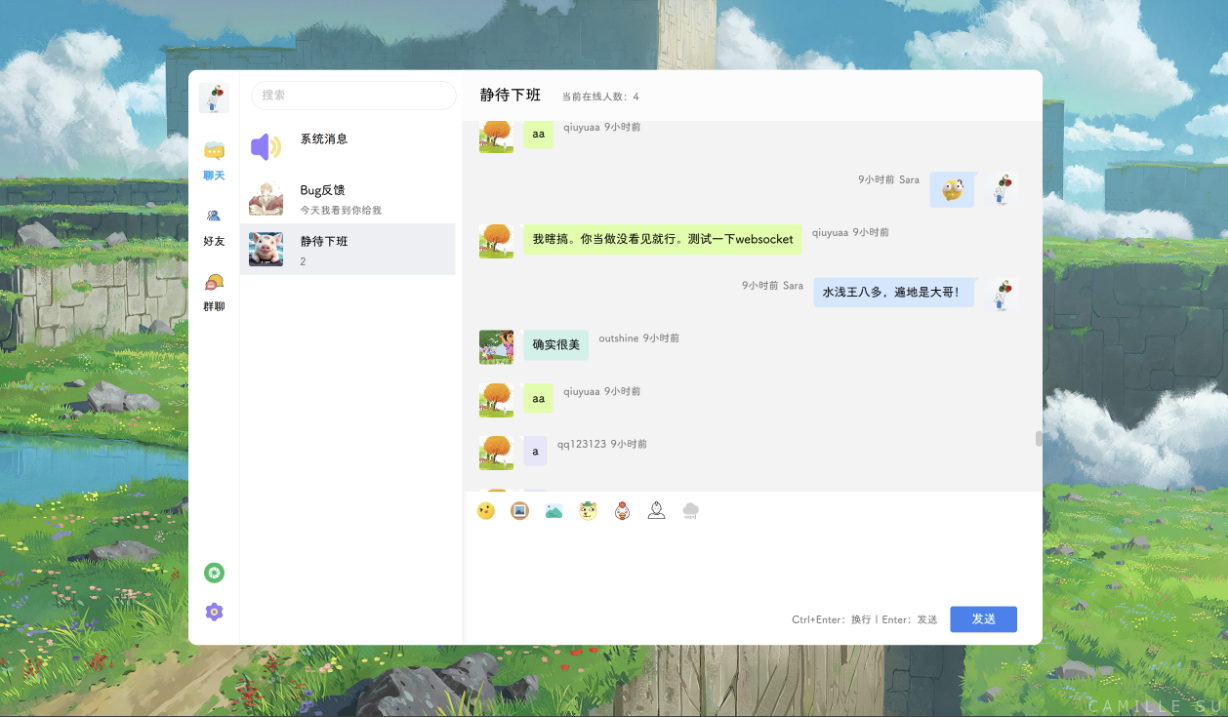 搜索
聊天
好友
群聊
系统消息
Bug反馈
今天我看到你给我
静待下班
2
静待下班 当前在线人数：4
aa qiuyuaa 9小时前
9小时前 Sara
我瞎搞。你当做没看见就行。测试一下websocket qiuyuaa 9小时前
9小时前 Sara 水浅王八多，遍地是大哥！
确实很美 outshine 9小时前
aa qiuyuaa 9小时前
a qq123123 9小时前
Ctrl+Enter：换行丨Enter：发送 发送
CAMILLE SU